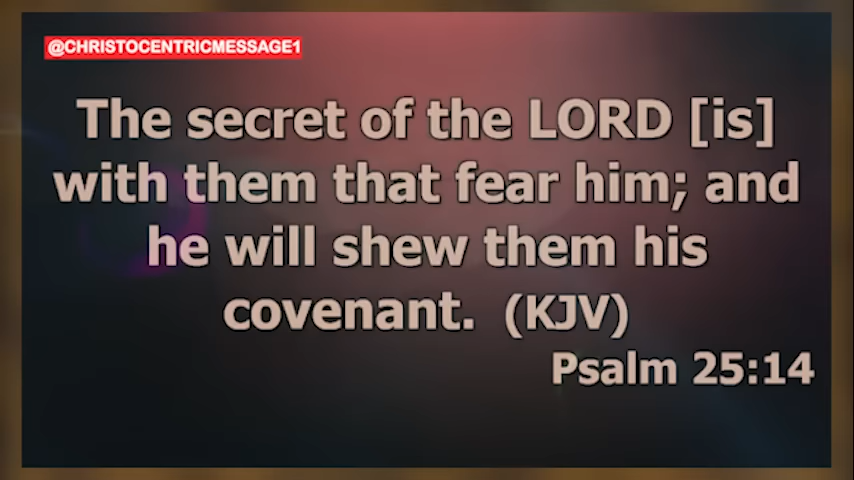 @CHRISTOCENTRICMESSAGE1
The secret of the LORD [is]
with them that fear him; and
he will shew them his
covenant. (KJV)
Psalm 25:14